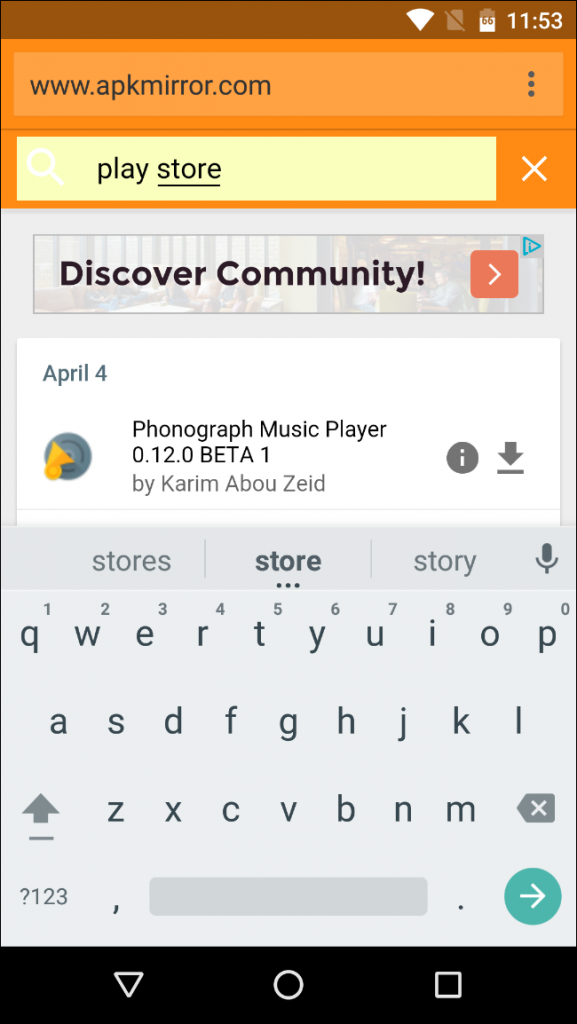 66 11:53
www.apkmirror.com
play store
Discover Community!
April 4
Phonograph Music Player
0.12.0 BETA 1
by Karim Abou Zeid
stores store story
1 2 3 4 5 6 7 8 9 0
q w e r t y u i o p
a s d f g h j k l
z x c v b n m
?123 , .